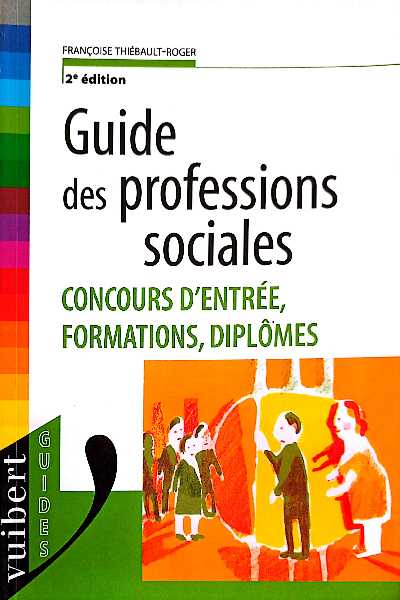 FRANÇOISE THIÉBAULT-ROGER
2e édition
Guide
des professions
sociales
CONCOURS D'ENTRÉE,
FORMATIONS, DIPLÔMES
GUIDES
vuibert